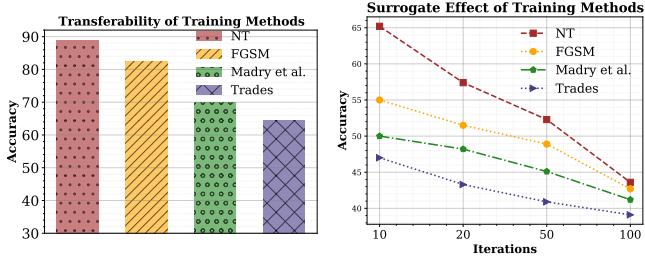 Transferability of Training Methods
Accuracy
90
80
70
60
50
40
30
NT
FGSM
Madry et al.
Trades
Surrogate Effect of Training Methods
Accuracy
65
60
55
50
45
40
NT
FGSM
Madry et al.
Trades
10
20
50
100
Iterations